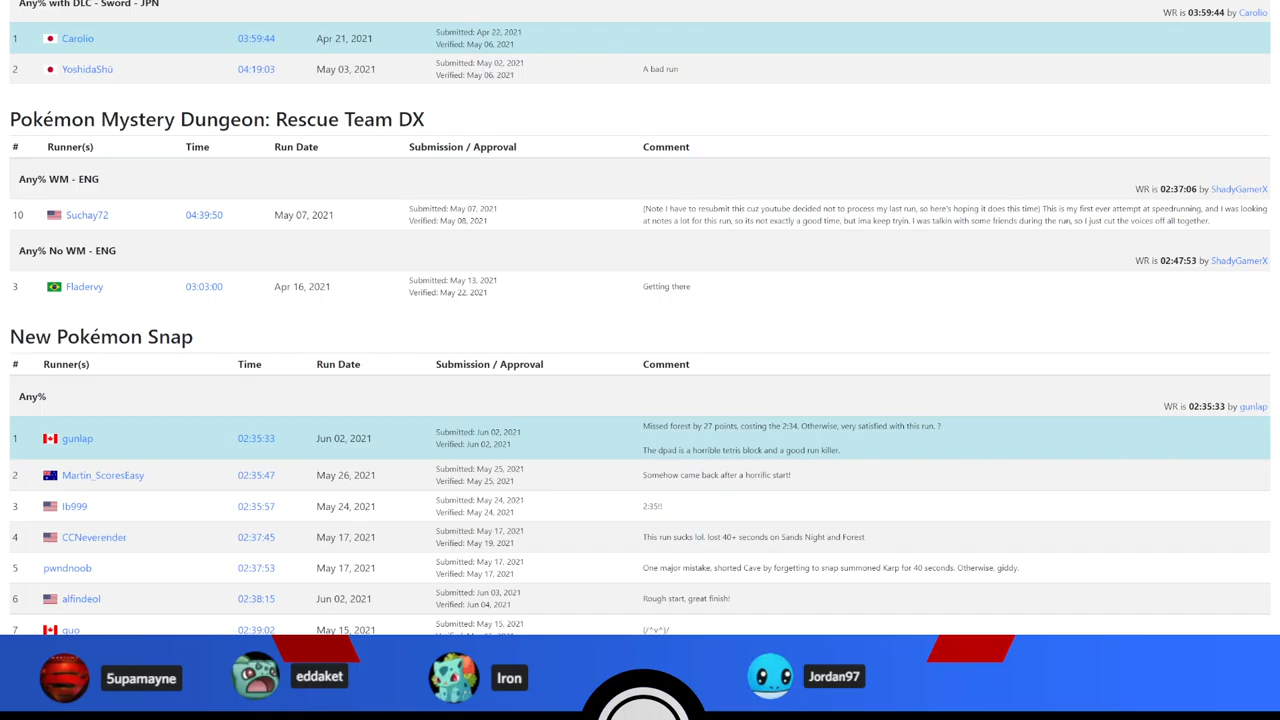 Any% with DLC - Sword - JPN
WR is 03:59:44 by Carolio
1 Carolio 03:59:44 Apr 21, 2021 Submitted: Apr 22, 2021
Verified: May 06, 2021
2 YoshidaShú 04:19:03 May 03, 2021 Submitted: May 02, 2021 A bad run
Verified: May 06, 2021
Pokémon Mystery Dungeon: Rescue Team DX
# Runner(s) Time Run Date Submission / Approval Comment
Any% WM - ENG
WR is 02:37:06 by ShadyGamerX
10 Suchay72 04:39:50 May 07, 2021 Submitted: May 07, 2021 (Note I have to resubmit this cuz youtube decided not to process my last run, so here's hoping it does this time) This is my first ever attempt at speedrunning, and I was looking
Verified: May 08, 2021 at notes a lot for this run, so its not exactly a good time, but ima keep tryin. I was talkin with some friends during the run, so I just cut the voices off all together.
Any% No WM - ENG
WR is 02:47:53 by ShadyGamerX
3 Fladervy 03:03:00 Apr 16, 2021 Submitted: May 13, 2021 Getting there
Verified: May 22, 2021
New Pokémon Snap
# Runner(s) Time Run Date Submission / Approval Comment
Any%
WR is 02:35:33 by gunlap
1 gunlap 02:35:33 Jun 02, 2021 Submitted: Jun 02, 2021 Missed forest by 27 points, costing the 2:34. Otherwise, very satisfied with this run. ?
Verified: Jun 02, 2021 The dpad is a horrible tetris block and a good run killer.
2 Martin_ScoresEasy 02:35:47 May 26, 2021 Submitted: May 25, 2021 Somehow came back after a horrific start!
Verified: May 25, 2021
3 lb999 02:35:57 May 24, 2021 Submitted: May 24, 2021 2:35!!
Verified: May 24, 2021
4 CCNeverender 02:37:45 May 17, 2021 Submitted: May 17, 2021 This run sucks lol. lost 40+ seconds on Sands Night and Forest
Verified: May 19, 2021
5 pwndnoob 02:37:53 May 17, 2021 Submitted: May 17, 2021 One major mistake, shorted Cave by forgetting to snap summoned Karp for 40 seconds. Otherwise, giddy.
Verified: May 17, 2021
6 alfindeol 02:38:15 Jun 02, 2021 Submitted: Jun 03, 2021 Rough start, great finish!
Verified: Jun 04, 2021
7 guo 02:39:02 May 15, 2021 Submitted: May 15, 2021 (/^v^)/
5upamayne eddaket Iron Jordan97